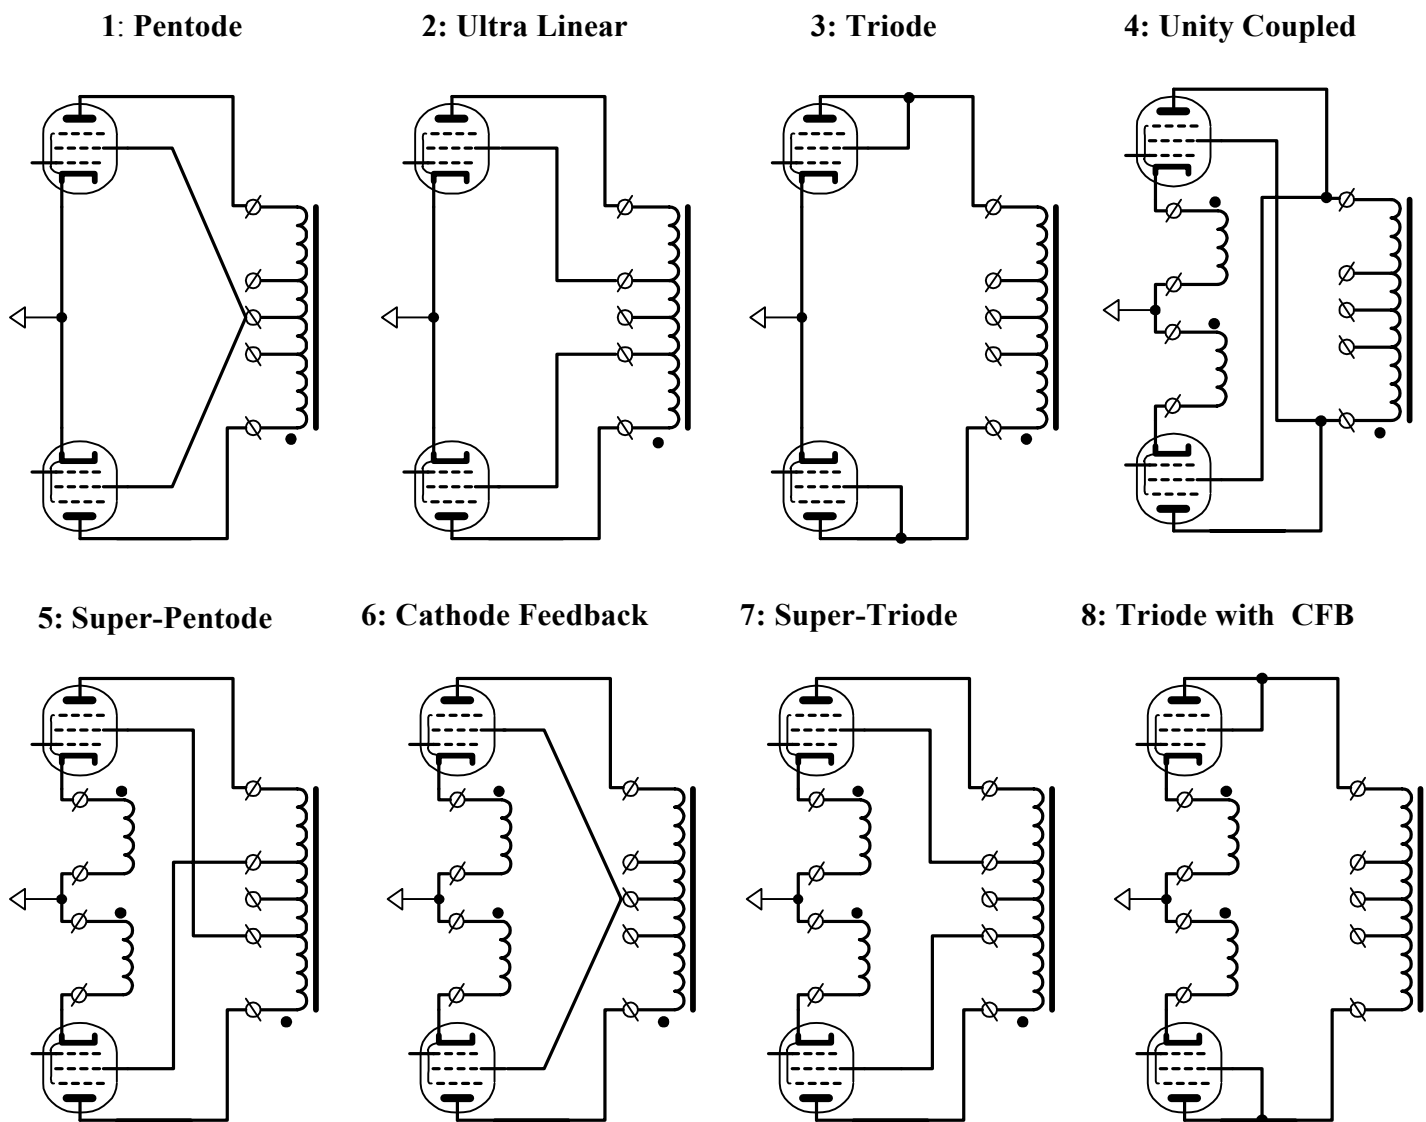 1: Pentode
2: Ultra Linear
3: Triode
4: Unity Coupled
5: Super-Pentode
6: Cathode Feedback
7: Super-Triode
8: Triode with CFB